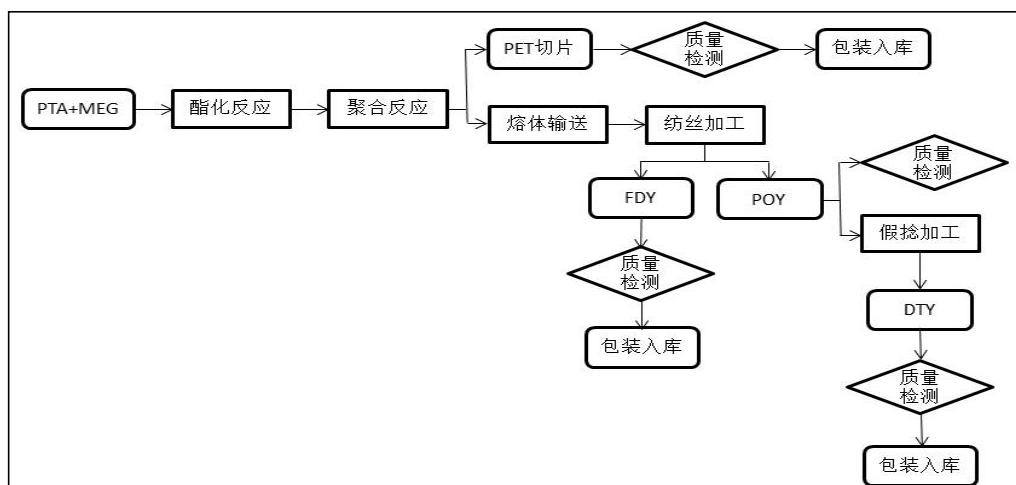 PTA+MEG
酯化反应
聚合反应
PET切片
质量
检测
包装入库
熔体输送
纺丝加工
FDY
质量
检测
包装入库
POY
质量
检测
假捻加工
DTY
质量
检测
包装入库